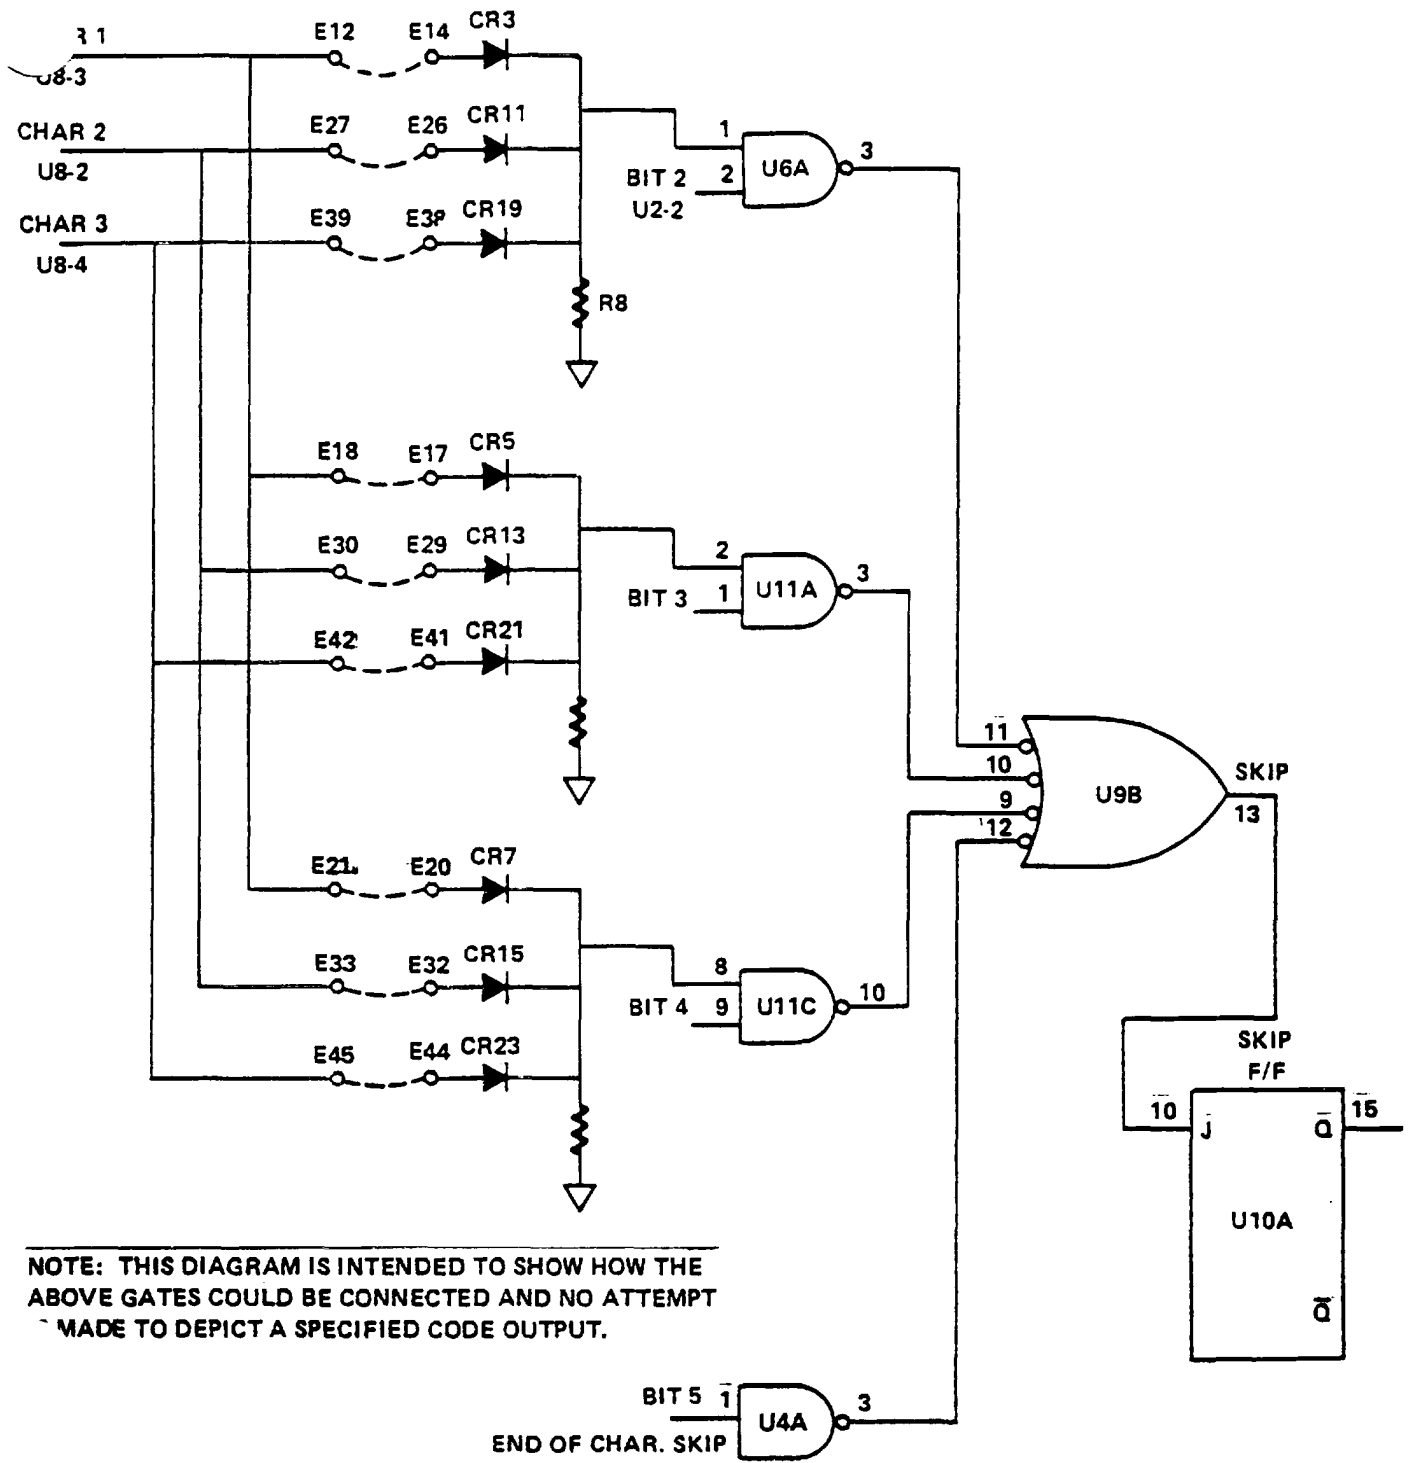 R 1
U8-3
E12
E14
CR3
CHAR 2
U8-2
E27
E26
CR11
CHAR 3
U8-4
E39
E38
CR19
R8
1
BIT 2
2
U2-2
U6A
3
E18
E17
CR5
E30
E29
CR13
E42
E41
CR21
2
BIT 3
1
U11A
3
11
10
9
12
U9B
SKIP
13
E21
E20
CR7
E33
E32
CR15
E45
E44
CR23
8
BIT 4
9
U11C
10
SKIP
F/F
10
J
Q
15
U10A
Q̅
NOTE: THIS DIAGRAM IS INTENDED TO SHOW HOW THE
ABOVE GATES COULD BE CONNECTED AND NO ATTEMPT
MADE TO DEPICT A SPECIFIED CODE OUTPUT.
BIT 5
1
U4A
3
END OF CHAR. SKIP